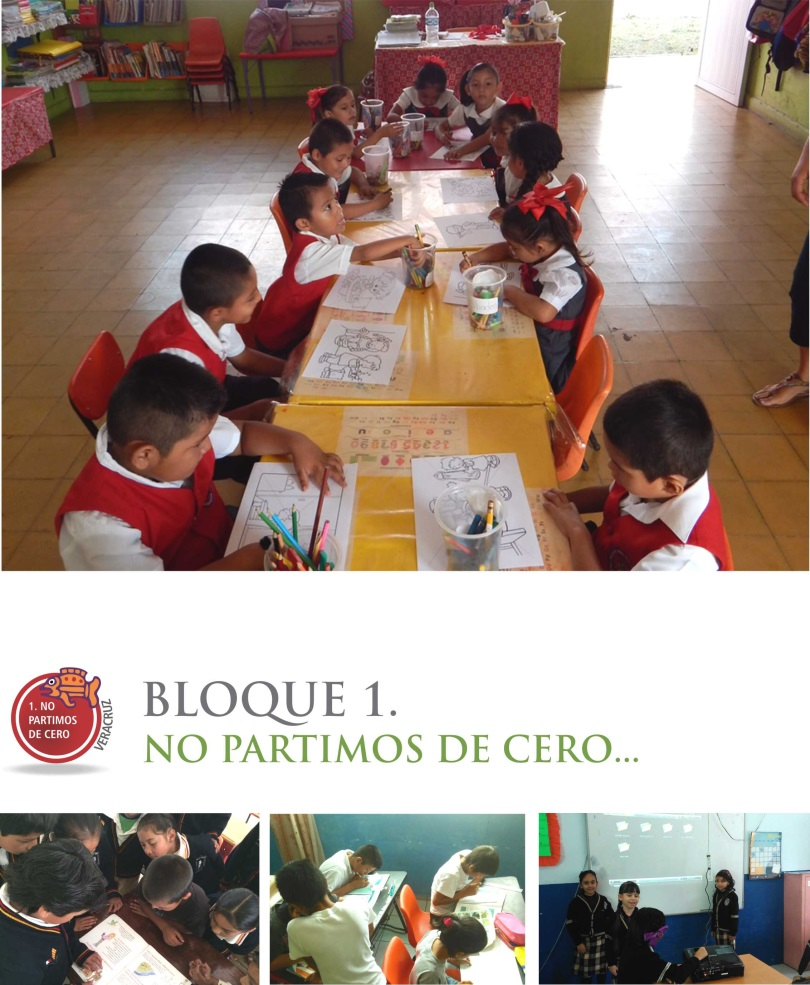 1. NO
PARTIMOS
DE CERO
VERACRUZ
BLOQUE 1.
NO PARTIMOS DE CERO...